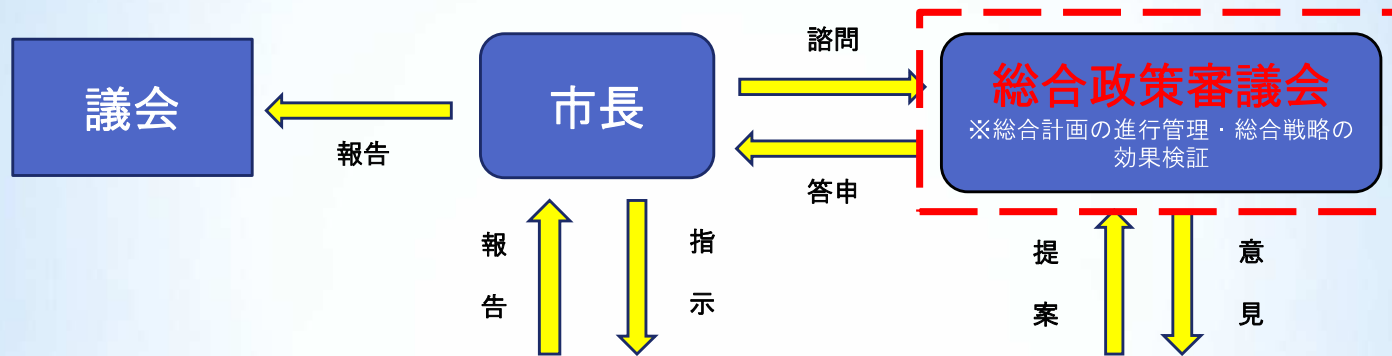 諮問
議会
市長
総合政策審議会
※総合計画の進行管理・総合戦略の
効果検証
報告
答申
報告
指示
提案
意見